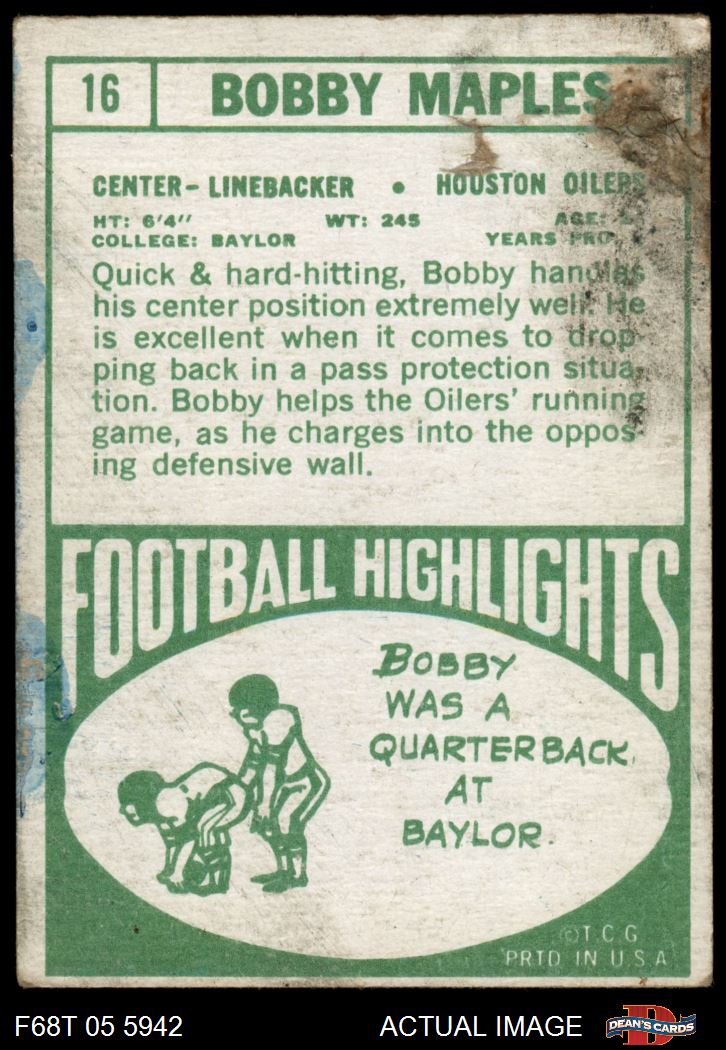 16 BOBBY MAPLES
CENTER-LINEBACKER • HOUSTON OILERS
HT: 6'4" WT: 245 AGE:
COLLEGE: BAYLOR YEARS PRO
Quick & hard-hitting, Bobby handles
his center position extremely well. He
is excellent when it comes to drop-
ping back in a pass protection situa-
tion. Bobby helps the Oilers' running
game, as he charges into the oppos-
ing defensive wall.
FOOTBALL HIGHLIGHTS
BOBBY
WAS A
QUARTERBACK
AT
BAYLOR.
©T.C.G
PRTD IN U.S.A
F68T 05 5942 ACTUAL IMAGE DEAN'S CARDS